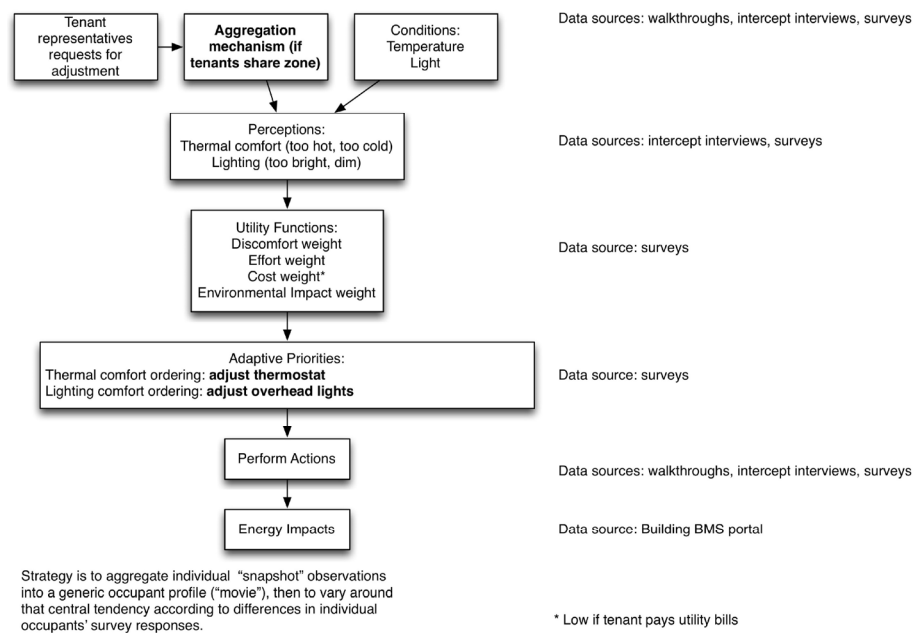 Tenant
representatives
requests for
adjustment
Aggregation
mechanism (if
tenants share zone)
Conditions:
Temperature
Light
Data sources: walkthroughs, intercept interviews, surveys
Perceptions:
Thermal comfort (too hot, too cold)
Lighting (too bright, dim)
Data sources: intercept interviews, surveys
Utility Functions:
Discomfort weight
Effort weight
Cost weight*
Environmental Impact weight
Data source: surveys
Adaptive Priorities:
Thermal comfort ordering: adjust thermostat
Lighting comfort ordering: adjust overhead lights
Data source: surveys
Perform Actions
Data sources: walkthroughs, intercept interviews, surveys
Energy Impacts
Data source: Building BMS portal
Strategy is to aggregate individual “snapshot” observations
into a generic occupant profile (“movie”), then to vary around
that central tendency according to differences in individual
occupants’ survey responses.
* Low if tenant pays utility bills